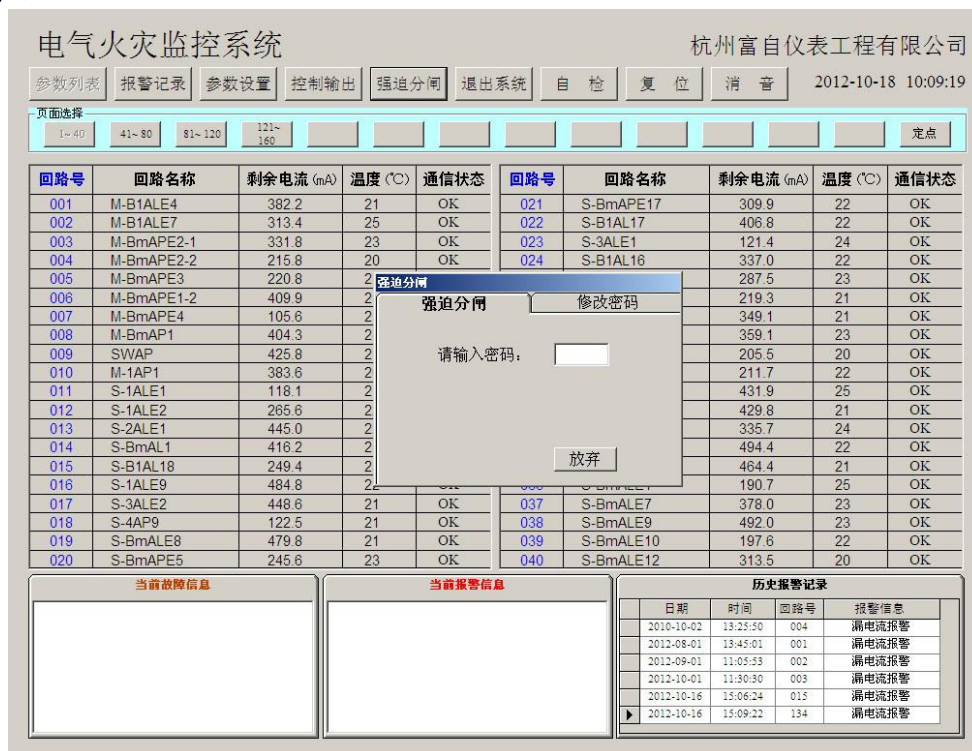 电气火灾监控系统
杭州富自仪表工程有限公司
参数列表 报警记录 参数设置 控制输出 强迫分闸 退出系统 自 检 复 位 消 音 2012-10-18 10:09:19
页面选择
1~40 41~80 81~120 121~160 定点
回路号 回路名称 剩余电流(mA) 温度(℃) 通信状态 回路号 回路名称 剩余电流(mA) 温度(℃) 通信状态
001 M-B1ALE4 382.2 21 OK 021 S-BmAPE17 309.9 22 OK
002 M-B1ALE7 313.4 25 OK 022 S-B1AL17 406.8 22 OK
003 M-BmAPE2-1 331.8 23 OK 023 S-3ALE1 121.4 24 OK
004 M-BmAPE2-2 215.8 20 OK 024 S-B1AL16 337.0 22 OK
005 M-BmAPE3 220.8 2 287.5 23 OK
006 M-BmAPE1-2 409.9 2 219.3 21 OK
007 M-BmAPE4 105.6 2 349.1 21 OK
008 M-BmAP1 404.3 2 359.1 23 OK
009 SWAP 425.8 2 205.5 20 OK
010 M-1AP1 383.6 2 211.7 22 OK
011 S-1ALE1 118.1 2 431.9 25 OK
012 S-1ALE2 265.6 2 429.8 21 OK
013 S-2ALE1 445.0 2 335.7 24 OK
014 S-BmAL1 416.2 2 494.4 22 OK
015 S-B1AL18 249.4 2 464.4 21 OK
016 S-1ALE9 484.8 22 190.7 25 OK
017 S-3ALE2 448.6 21 OK 037 S-BmALE7 378.0 23 OK
018 S-4AP9 122.5 21 OK 038 S-BmALE9 492.0 23 OK
019 S-BmALE8 479.8 21 OK 039 S-BmALE10 197.6 22 OK
020 S-BmAPE5 245.6 23 OK 040 S-BmALE12 313.5 20 OK
强迫分闸
强迫分闸 修改密码
请输入密码：
放弃
当前故障信息 当前报警信息 历史报警记录
日期 时间 回路号 报警信息
2010-10-02 13:25:50 004 漏电流报警
2012-08-01 13:45:01 001 漏电流报警
2012-09-01 11:05:53 002 漏电流报警
2012-10-01 11:30:30 003 漏电流报警
2012-10-16 15:06:24 015 漏电流报警
2012-10-16 15:09:22 134 漏电流报警